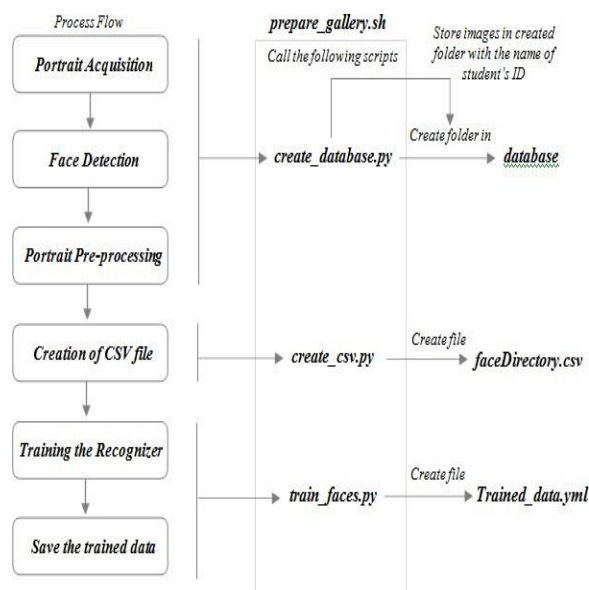 Process Flow
prepare_gallery.sh
Portrait Acquisition
Call the following scripts
Store images in created
folder with the name of
student's ID
Face Detection
create_database.py
Create folder in
database
Portrait Pre-processing
Creation of CSV file
create_csv.py
Create file
faceDirectory.csv
Training the Recognizer
train_faces.py
Create file
Trained_data.yml
Save the trained data